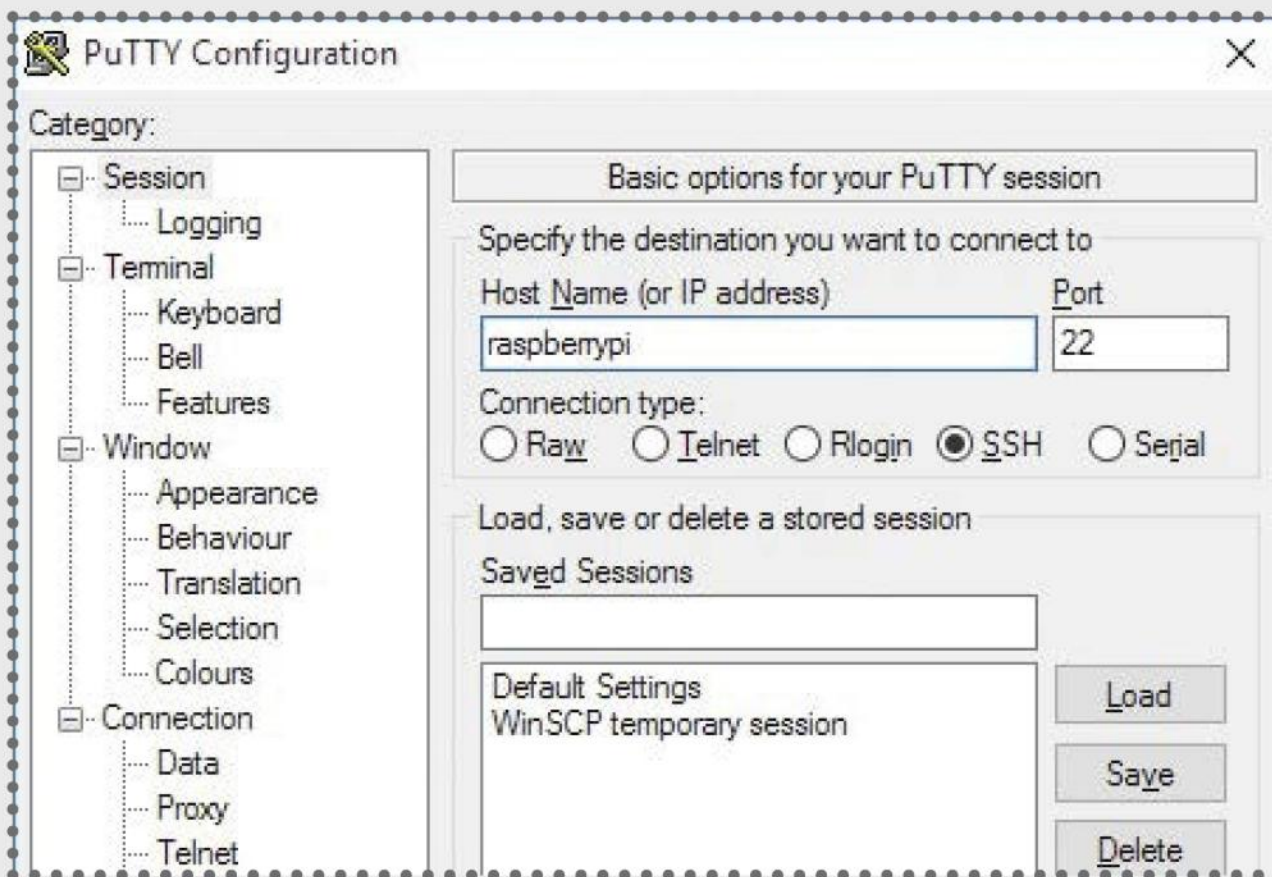 PuTTY Configuration
Category:
Session
Logging
Terminal
Keyboard
Bell
Features
Window
Appearance
Behaviour
Translation
Selection
Colours
Connection
Data
Proxy
Telnet
Basic options for your PuTTY session
Specify the destination you want to connect to
Host Name (or IP address) Port
raspberrypi 22
Connection type:
Raw Telnet Rlogin SSH Serial
Load, save or delete a stored session
Saved Sessions
Default Settings
WinSCP temporary session
Load
Save
Delete